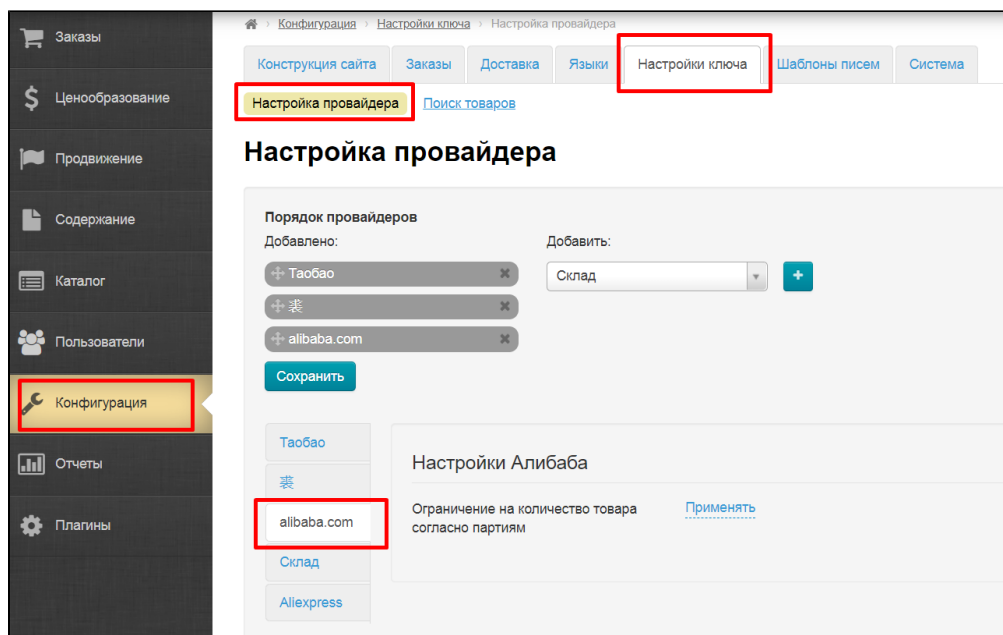 Заказы
Ценообразование
Продвижение
Содержание
Каталог
Пользователи
Конфигурация
Отчеты
Плагины
Конфигурация Настройки ключа Настройка провайдера
Конструкция сайта Заказы Доставка Языки Настройки ключа Шаблоны писем Система
Настройка провайдера Поиск товаров
Настройка провайдера
Порядок провайдеров
Добавлено: Добавить:
Таобао Склад +
裘
alibaba.com
Сохранить
Таобао
裘
alibaba.com
Склад
Aliexpress
Настройки Алибаба
Ограничение на количество товара Применять
согласно партиям